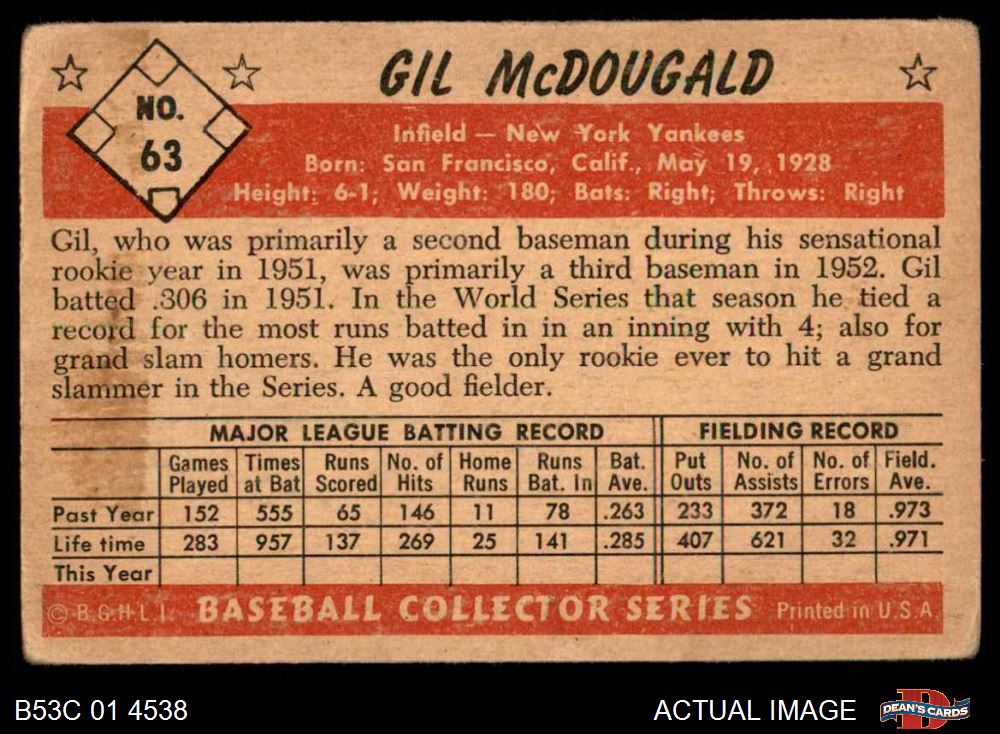 NO.
63
GIL McDOUGALD
Infield — New York Yankees
Born: San Francisco, Calif., May 19, 1928
Height: 6-1; Weight: 180; Bats: Right; Throws: Right
Gil, who was primarily a second baseman during his sensational
rookie year in 1951, was primarily a third baseman in 1952. Gil
batted .306 in 1951. In the World Series that season he tied a
record for the most runs batted in in an inning with 4; also for
grand slam homers. He was the only rookie ever to hit a grand
slammer in the Series. A good fielder.
MAJOR LEAGUE BATTING RECORD FIELDING RECORD
Games Times Runs No. of Home Runs Bat. Put No. of No. of Field.
Played at Bat Scored Hits Runs Bat. In Ave. Outs Assists Errors Ave.
Past Year 152 555 65 146 11 78 .263 233 372 18 .973
Life time 283 957 137 269 25 141 .285 407 621 32 .971
This Year
© B.G.H.L.I. BASEBALL COLLECTOR SERIES Printed in U.S.A
B53C 01 4538 ACTUAL IMAGE DEAN'S CARDS